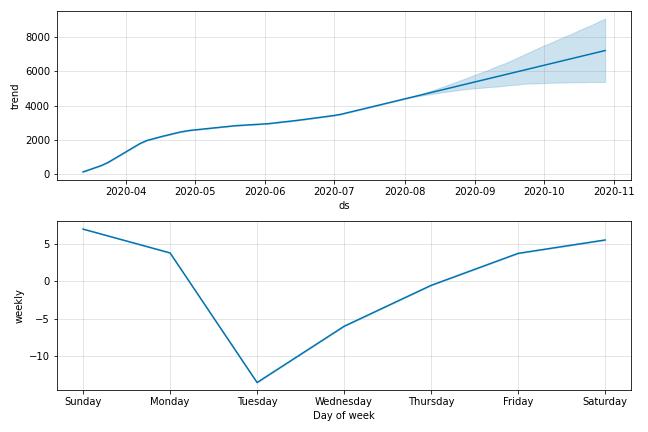 8000
6000
4000
2000
0
trend
2020-04 2020-05 2020-06 2020-07 2020-08 2020-09 2020-10 2020-11
ds
5
0
−5
−10
weekly
Sunday Monday Tuesday Wednesday Thursday Friday Saturday
Day of week